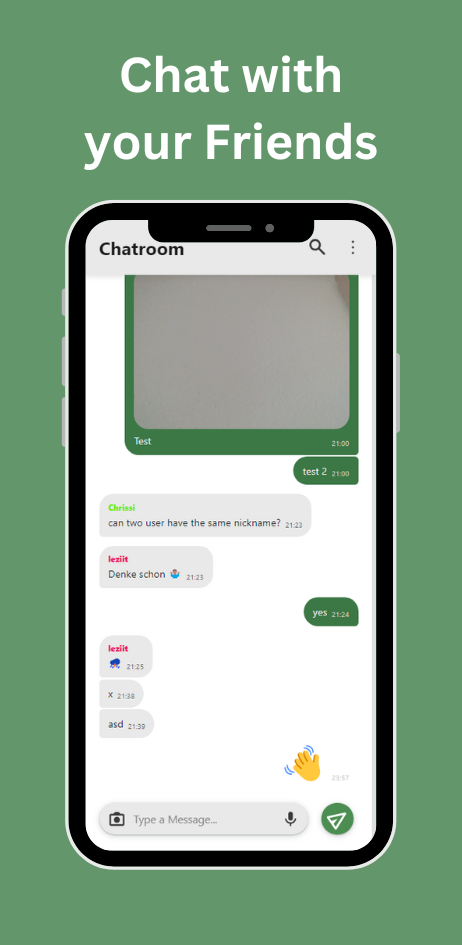 Chat with
your Friends
Chatroom
Test 21:00
test 2 21:00
Chrissi
can two user have the same nickname? 21:23
leziit
Denke schon 🤷🏼‍♂️ 21:23
yes 21:24
leziit
21:25
x 21:38
asd 21:39
👋 23:57
Type a Message...